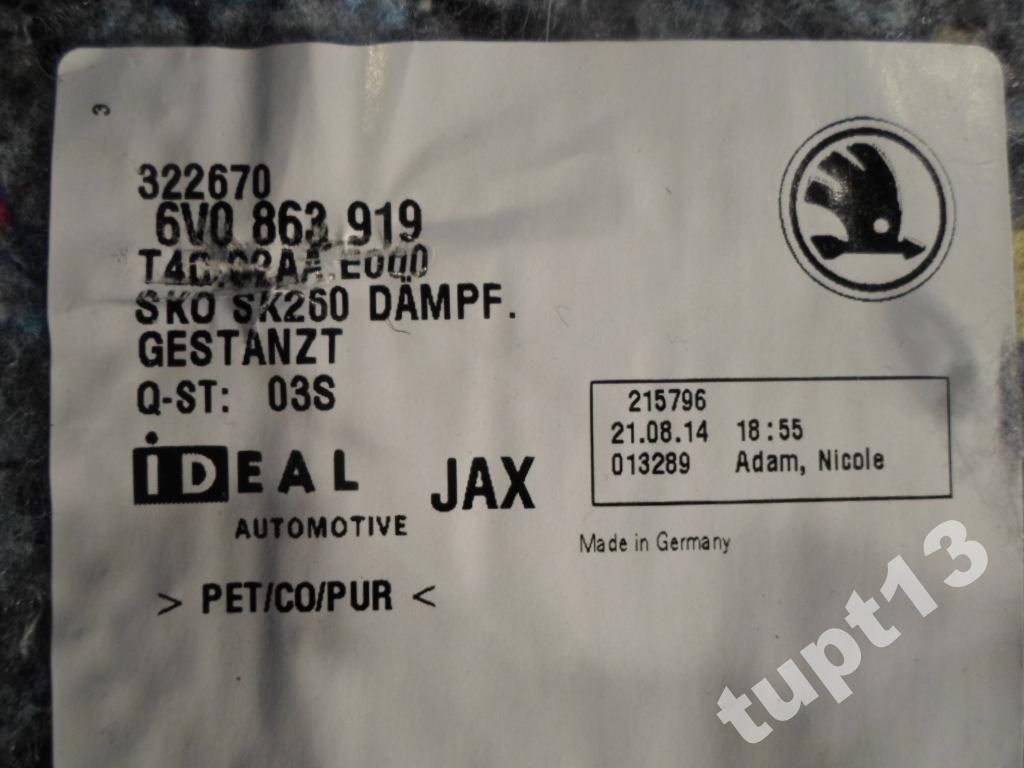 3
322670
6V0 863 919
SKO SK260 DÄMPF.
GESTANZT
Q-ST: 03S
iDEAL
AUTOMOTIVE
JAX
215796
21.08.14 18:55
013289 Adam, Nicole
Made in Germany
> PET/CO/PUR <
tupt13